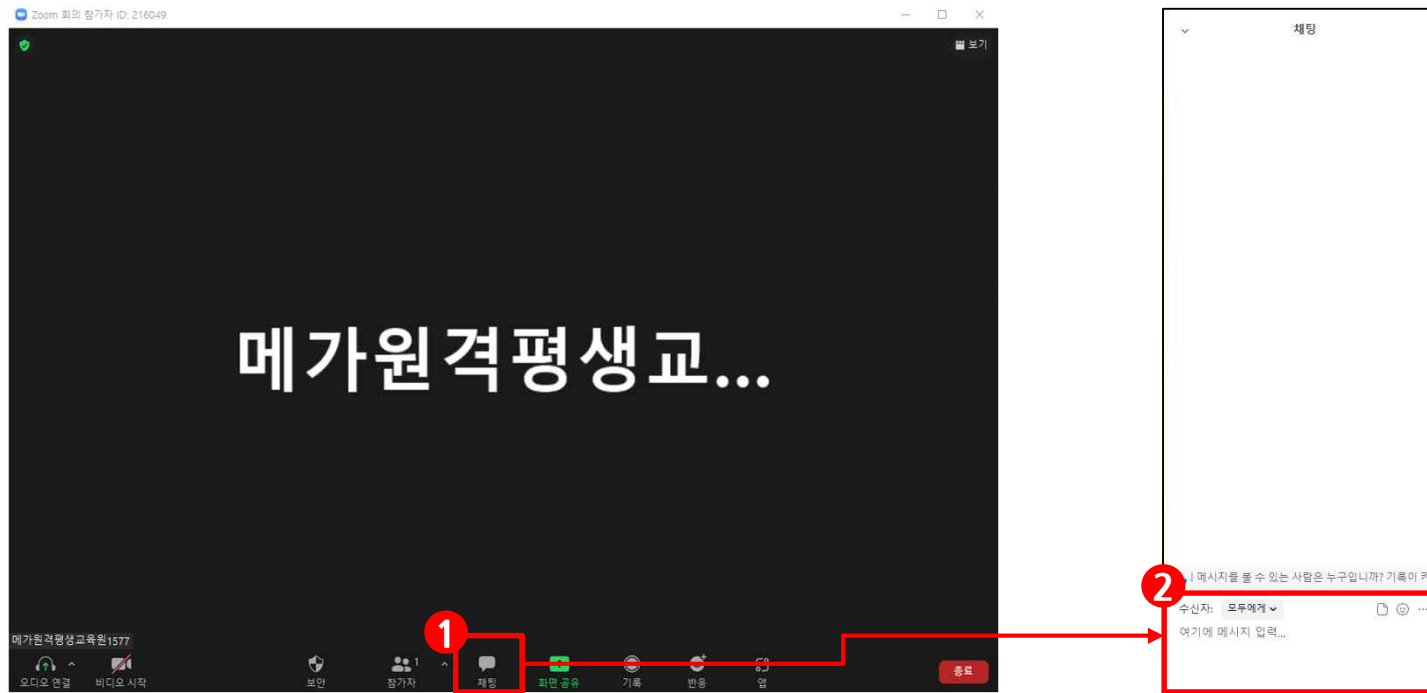 Zoom 회의 참가자 ID: 216049
보기
메가원격평생교...
메가원격평생교육원1577
1
오디오 연결
비디오 시작
보안
1
참가자
채팅
화면 공유
기록
반응
앱
종료
채팅
2
메시지를 볼 수 있는 사람은 누구입니까? 기록이
수신자: 모두에게
여기에 메시지 입력...